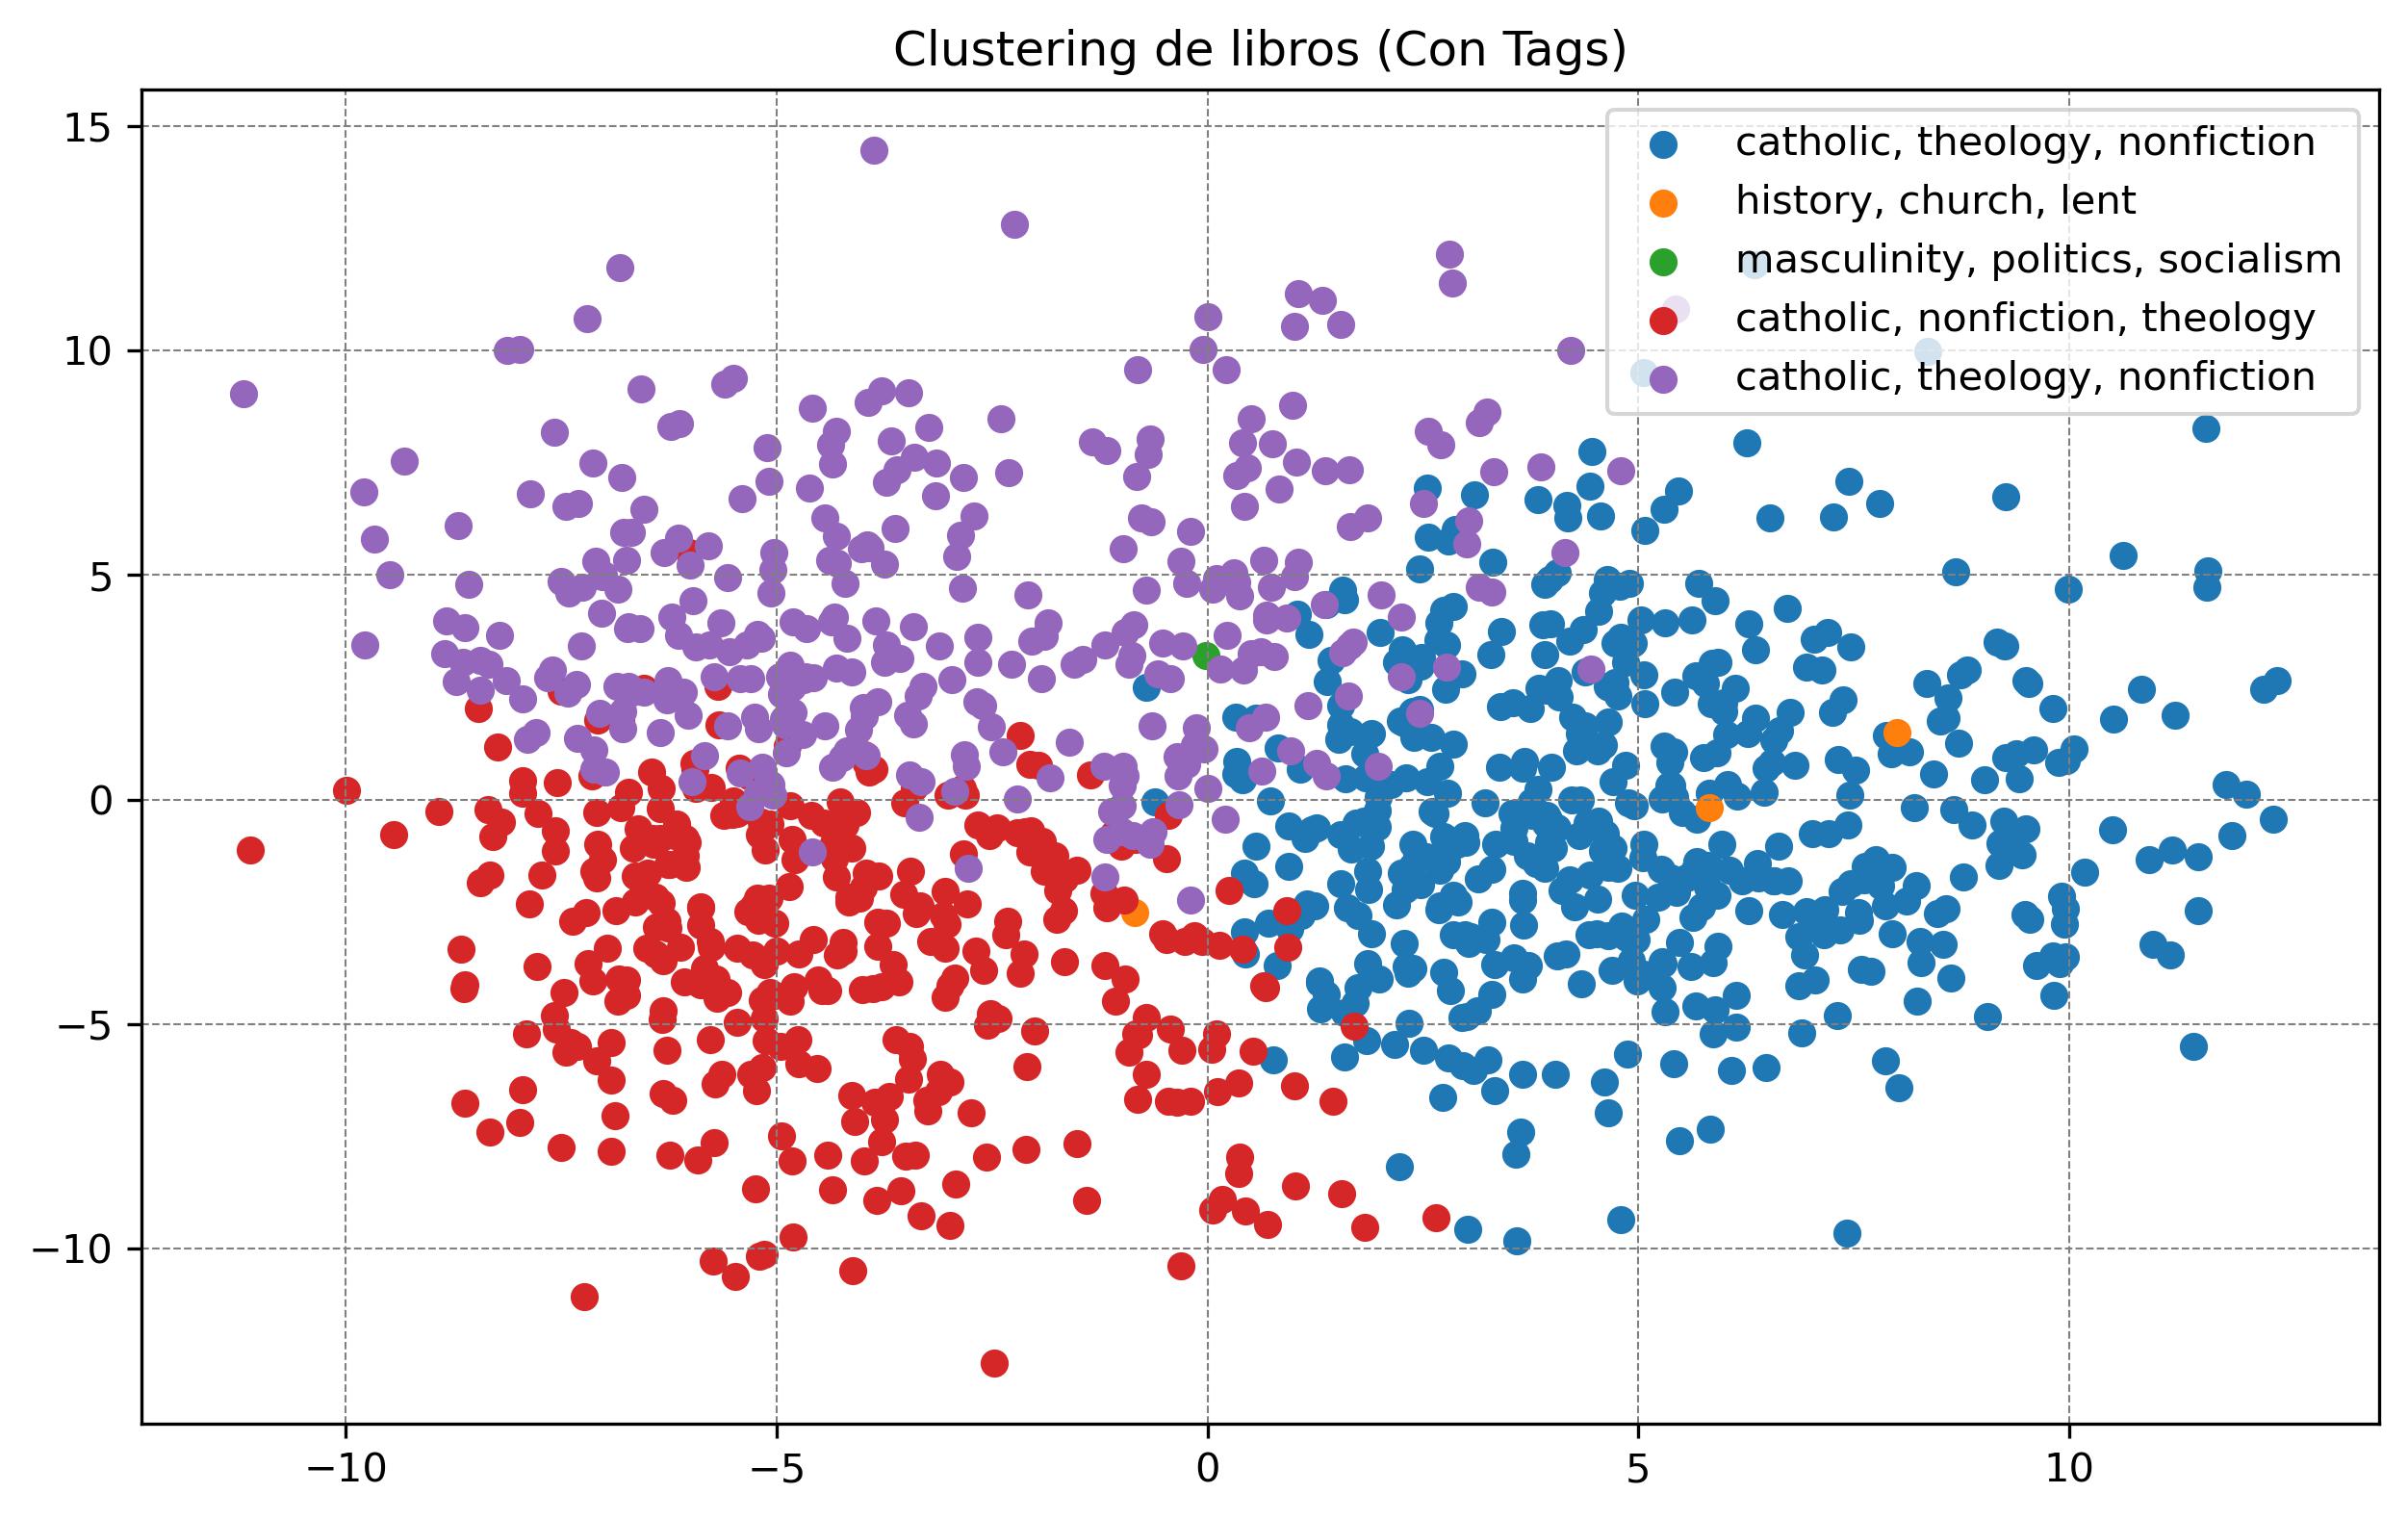 Clustering de libros (Con Tags)
15
10
5
0
−5
−10
catholic, theology, nonfiction
history, church, lent
masculinity, politics, socialism
catholic, nonfiction, theology
catholic, theology, nonfiction
−10 −5 0 5 10